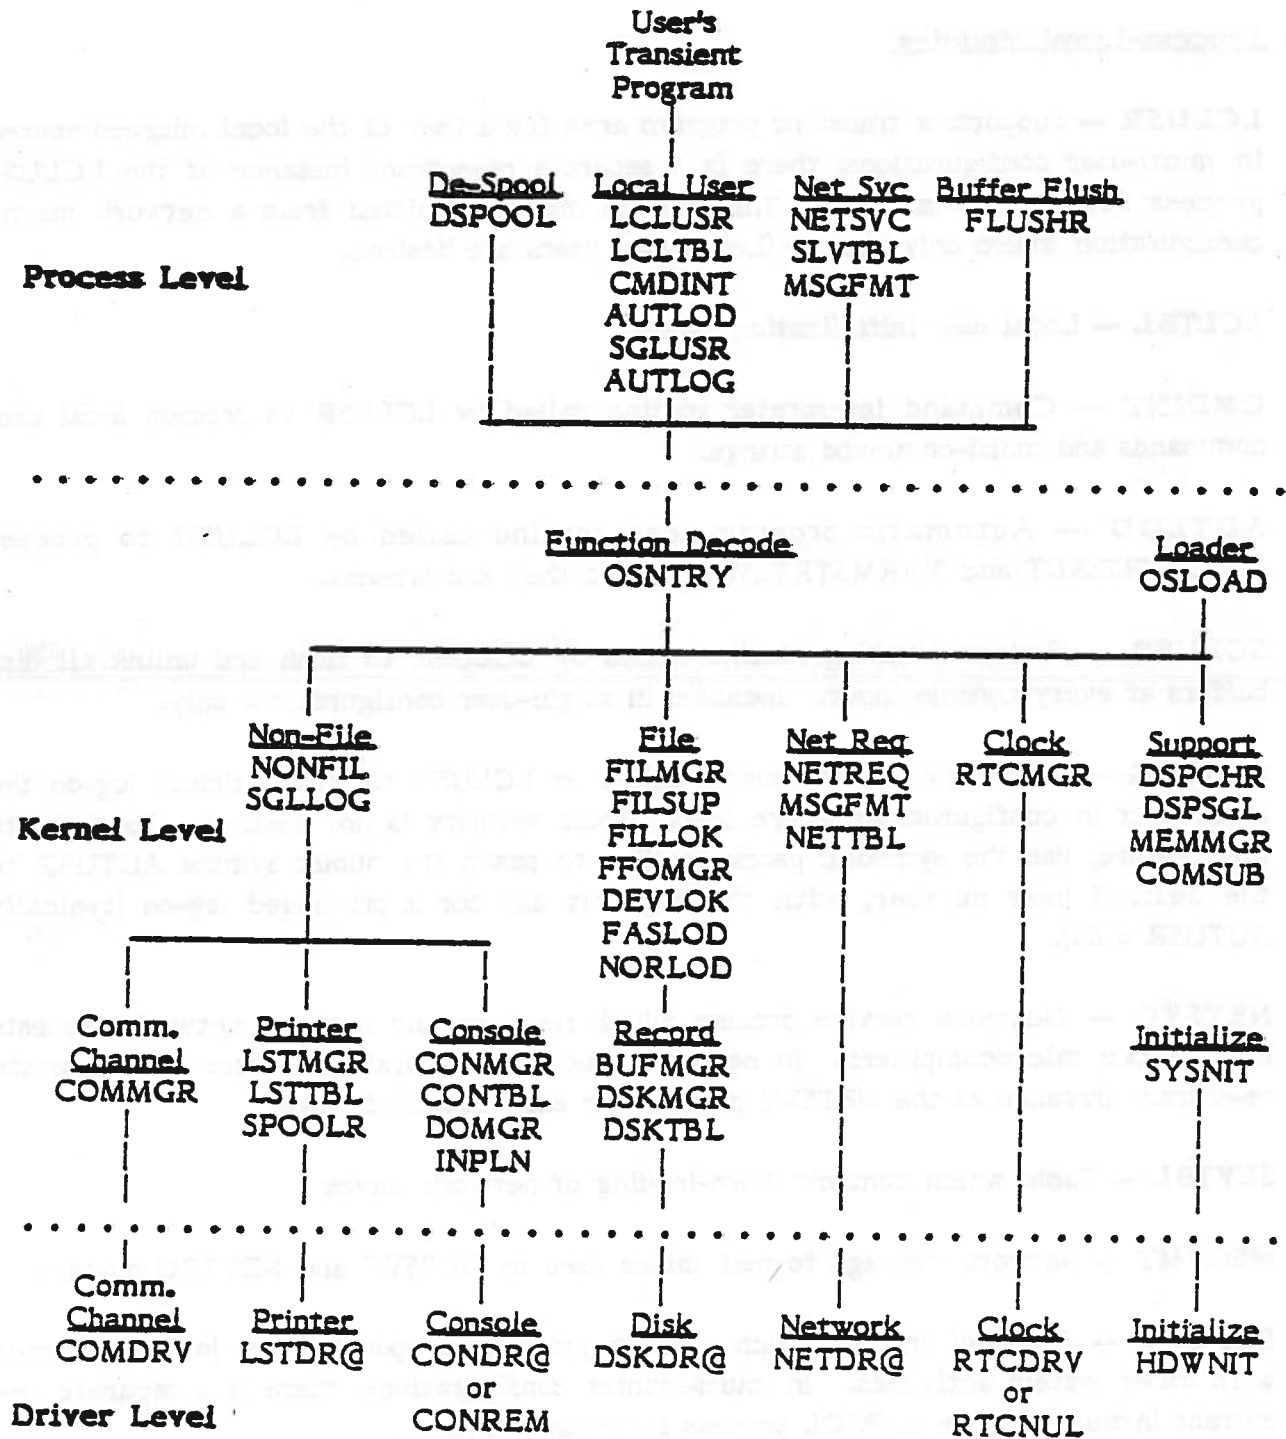 User's
Transient
Program
De-Spool
DSPOOL
Local User
LCLUSR
LCLTBL
CMDINT
AUTLOD
SGLUSR
AUTLOG
Net Svc
NETSVC
SLVTBL
MSGFMT
Buffer Flush
FLUSHR
Process Level
Function Decode
OSNTRY
Loader
OSLOAD
Non-File
NONFIL
SGLLOG
File
FILMGR
FILSUP
FILLOK
FFOMGR
DEVLOK
FASLOD
NORLOD
Net Req
NETREQ
MSGFMT
NETTBL
Clock
RTCMGR
Support
DSPCHR
DSPSGL
MEMMGR
COMSUB
Kernel Level
Comm.
Channel
COMMGR
Printer
LSTMGR
LSTTBL
SPOOLR
Console
CONMGR
CONTBL
DOMGR
INPLN
Record
BUFMGR
DSKMGR
DSKTBL
Initialize
SYSNIT
Comm.
Channel
COMDRV
Printer
LSTDR@
Console
CONDR@
or
CONREM
Disk
DSKDR@
Network
NETDR@
Clock
RTCDRV
or
RTCNUL
Initialize
HDWNIT
Driver Level